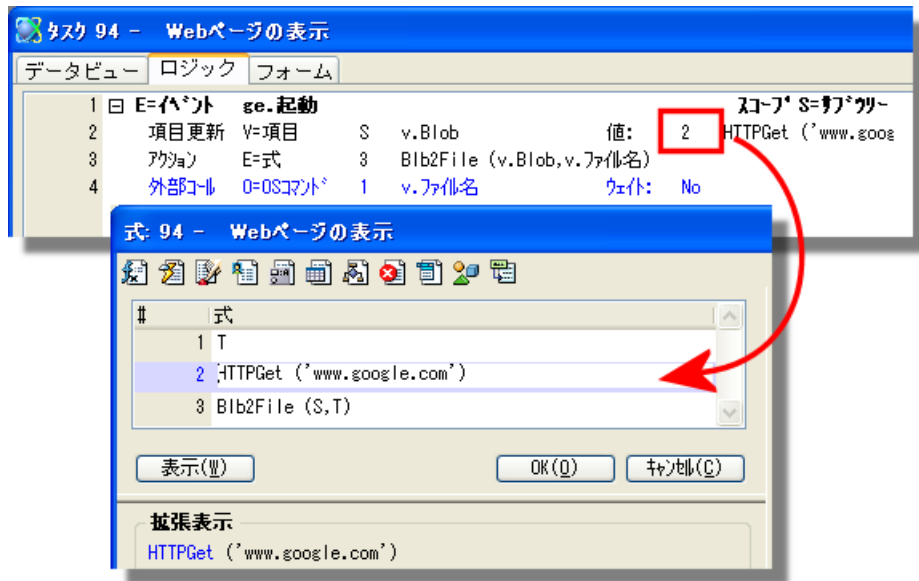 タスク 94 - Webページの表示
データビュー ロジック フォーム
1 E=イベント ge.起動 スコープ S=サブツリー
2 項目更新 V=項目 S v.Blob 値: 2 HTTPGet ('www.goog
3 アクション E=式 3 Blb2File (v.Blob,v.ファイル名)
4 外部コール O=OSコマンド 1 v.ファイル名 ウェイト: No
式: 94 - Webページの表示
# 式
1 T
2 HTTPGet ('www.google.com')
3 Blb2File (S,T)
表示(W) OK(O) キャンセル(C)
拡張表示
HTTPGet ('www.google.com')